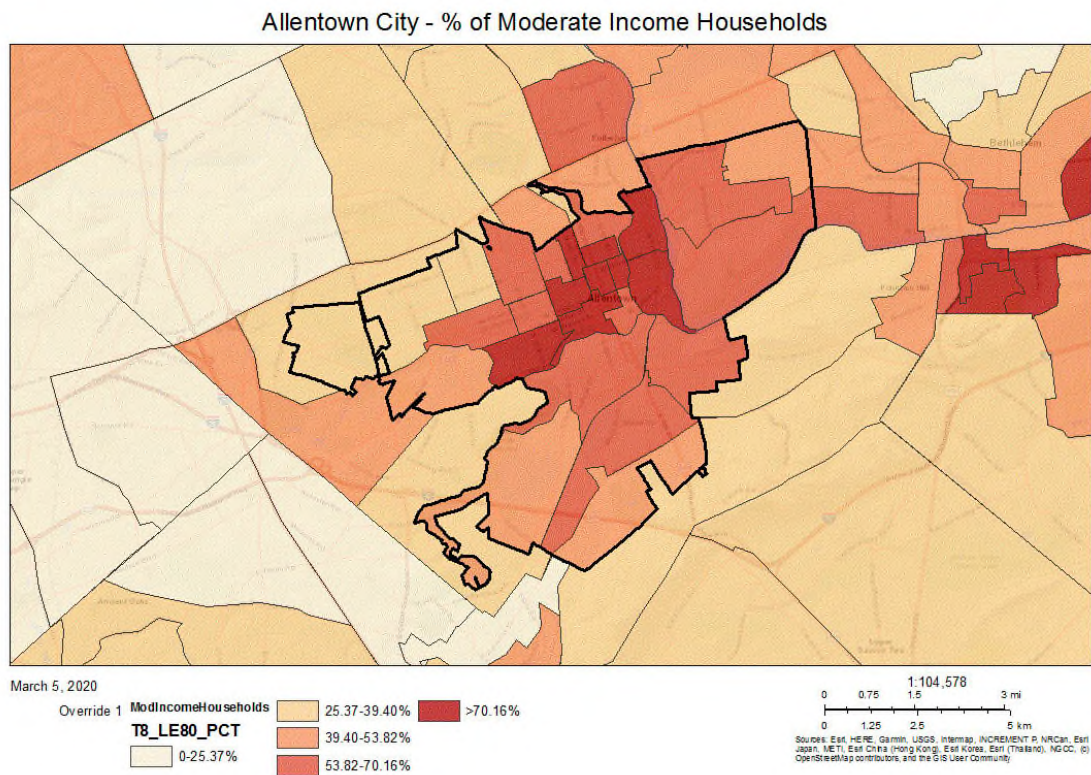 Allentown City - % of Moderate Income Households
Bethlehem
Fountain Hill
Allentown
March 5, 2020
Override 1 ModIncomeHouseholds
T8_LE80_PCT
0-25.37%
25.37-39.40%
39.40-53.82%
53.82-70.16%
>70.16%
1:104,578
0 0.75 1.5 3 mi
0 1.25 2.5 5 km
Sources: Esri, HERE, Garmin, USGS, Intermap, INCREMENT P, NRCan, Esri
Japan, METI, Esri China (Hong Kong), Esri Korea, Esri (Thailand), NGCC, (c)
OpenStreetMap contributors, and the GIS User Community